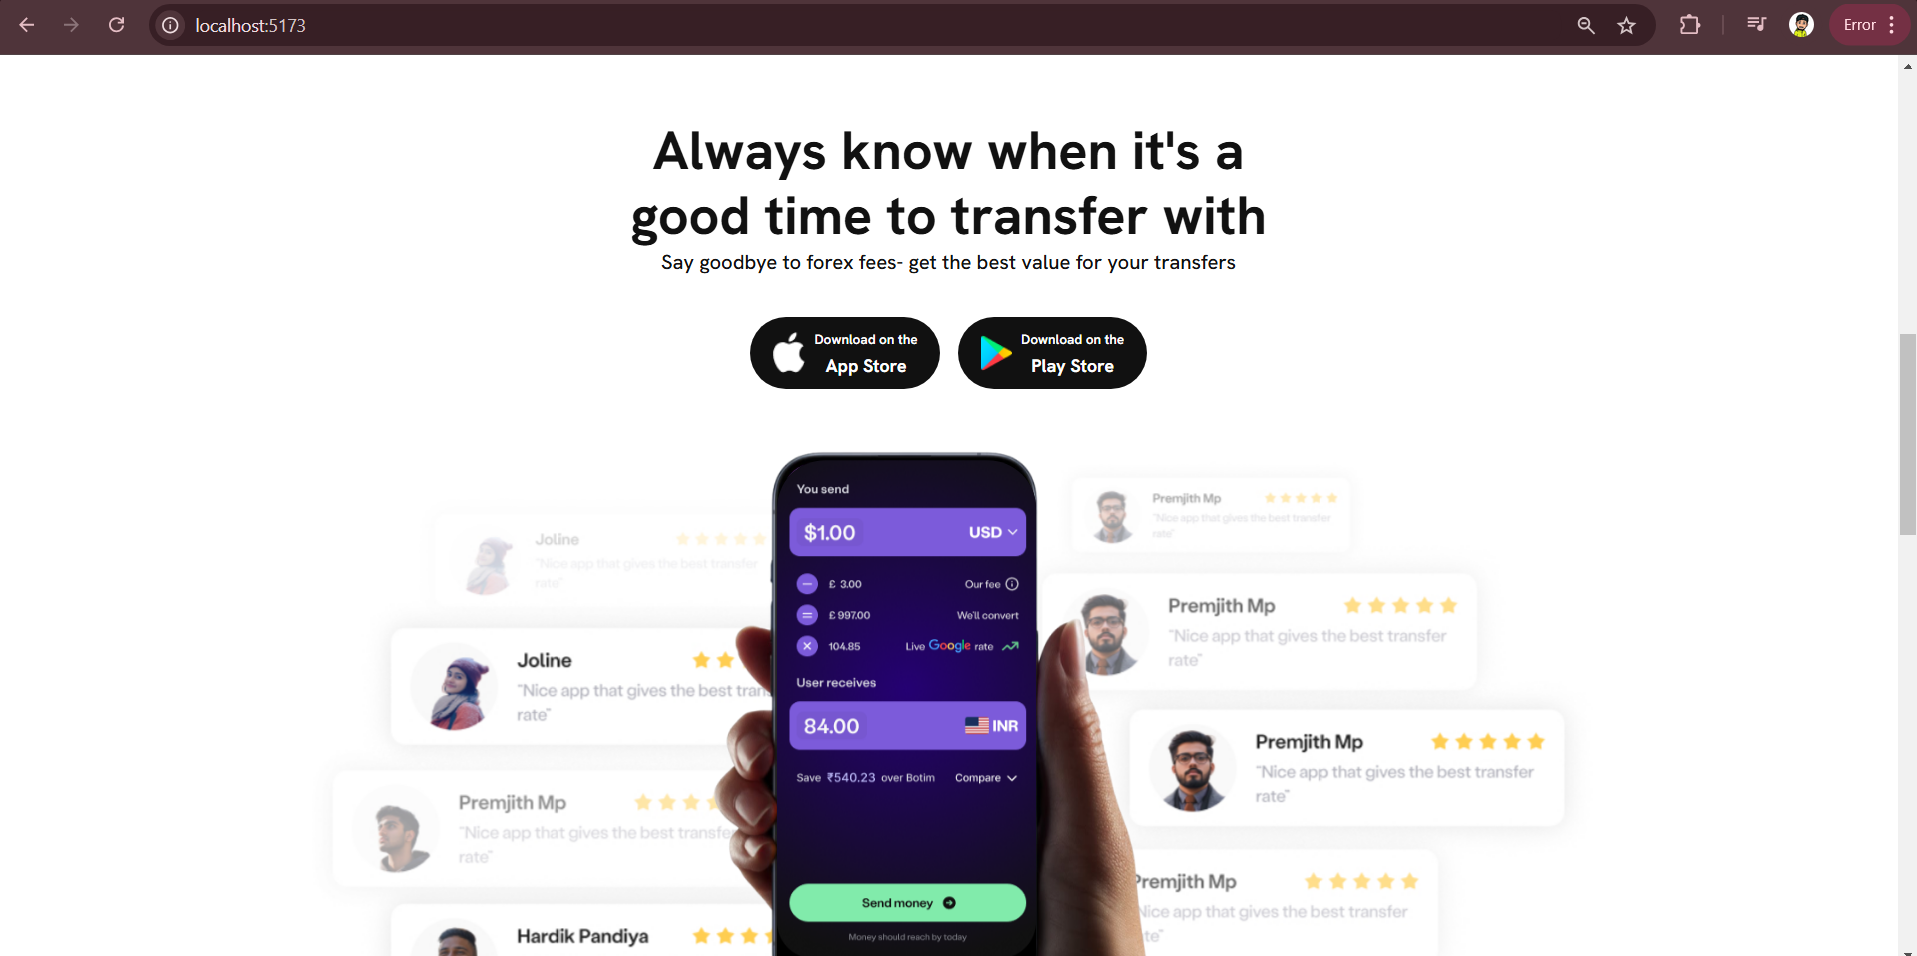 localhost:5173
Error
Always know when it's a
good time to transfer with
Say goodbye to forex fees- get the best value for your transfers
Download on the
App Store
Download on the
Play Store
You send
$1.00 USD
£ 3.00 Our fee
£ 997.00 We'll convert
104.85 Live Google rate
User receives
84.00 INR
Save ₹540.23 over Botim Compare
Send money
Money should reach by today
Joline
"Nice app that gives the best transfer
rate"
Joline
"Nice app that gives the best tran
rate"
Premjith Mp
"Nice app that gives the best transfe
rate"
Hardik Pandiya
Premjith Mp
"Nice app that gives the best transfer
rate"
Premjith Mp
"Nice app that gives the best transfer
rate"
Premjith Mp
"Nice app that gives the best transfer
rate"
Premjith Mp
Nice app that gives the best transfer
te"